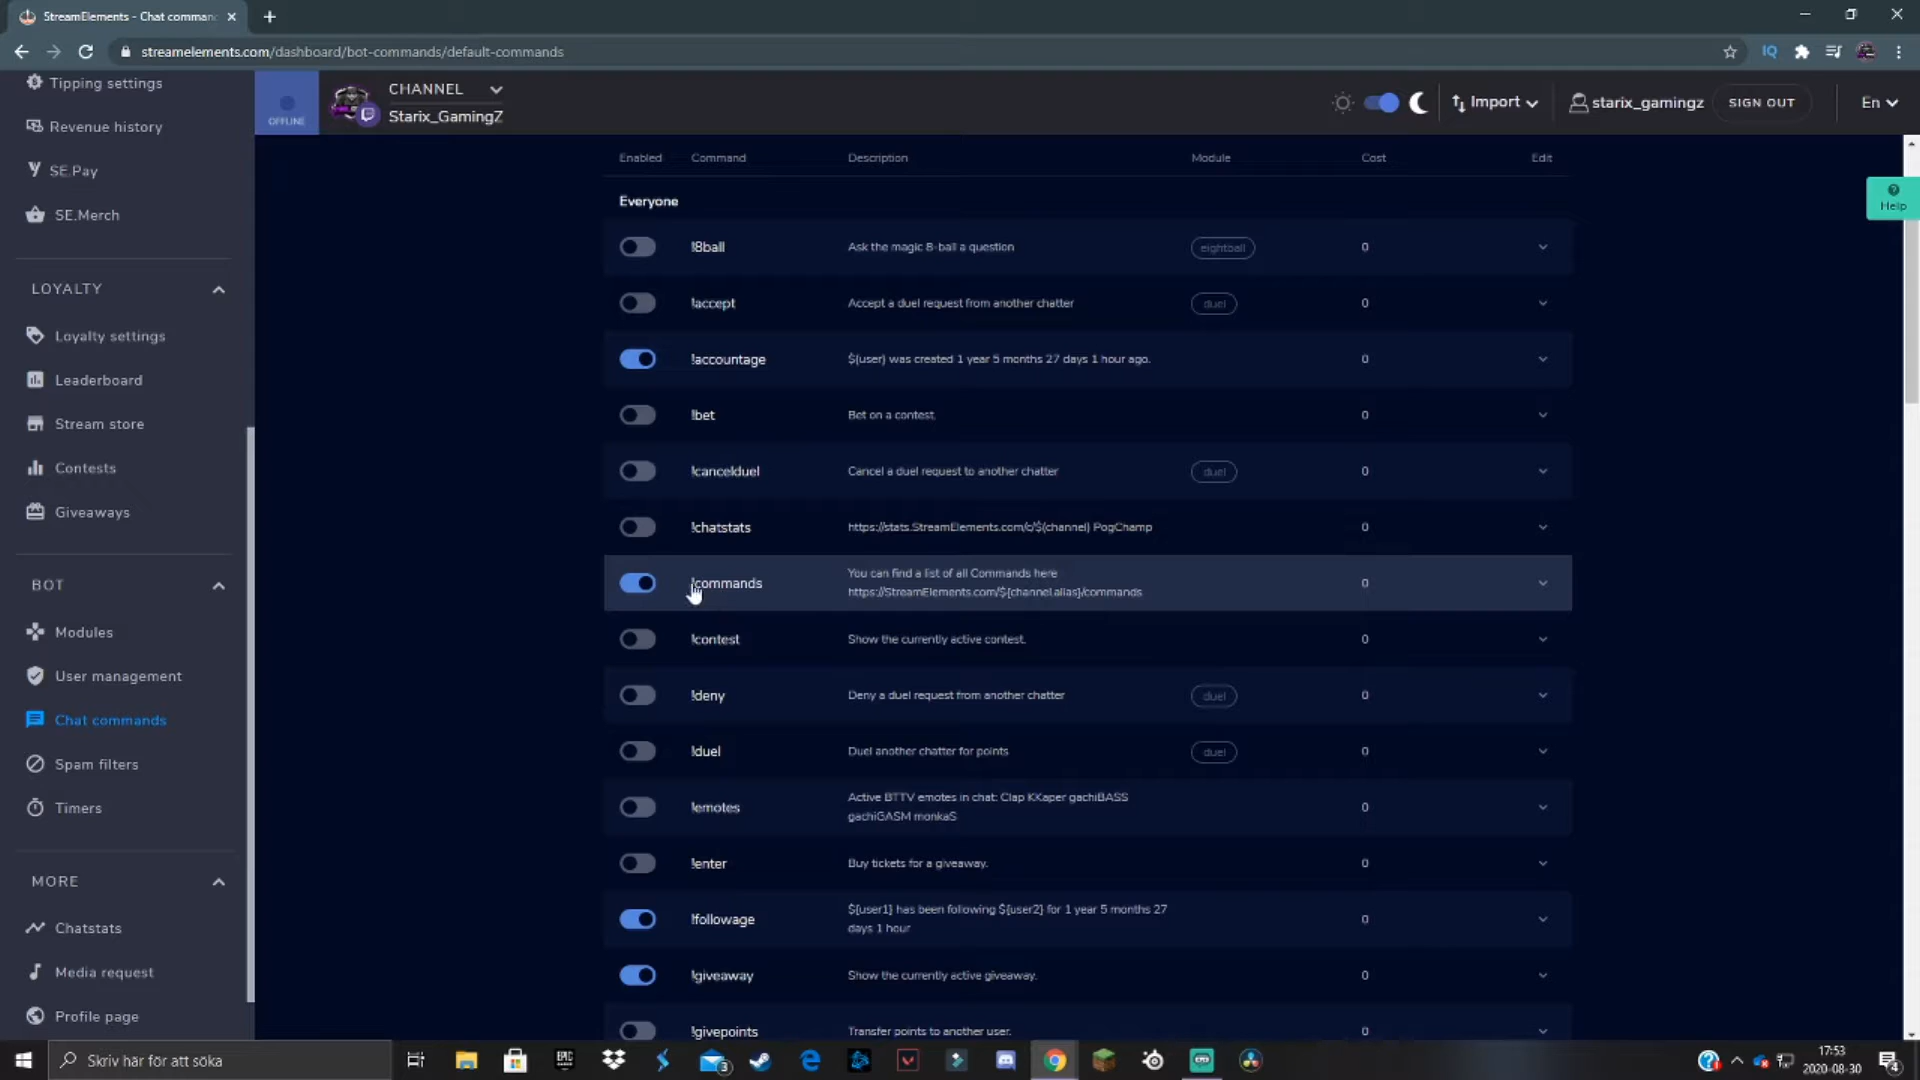 StreamElements - Chat comman
streamelements.com/dashboard/bot-commands/default-commands
IQ
Tipping settings
Revenue history
SE.Pay
SE.Merch
LOYALTY
Loyalty settings
Leaderboard
Stream store
Contests
Giveaways
BOT
Modules
User management
Chat commands
Spam filters
Timers
MORE
Chatstats
Media request
Profile page
OFFLINE
CHANNEL
Starix_GamingZ
Import
starix_gamingz
SIGN OUT
En
Help
Enabled Command Description Module Cost Edit
Everyone
!8ball Ask the magic 8-ball a question eightball 0
!accept Accept a duel request from another chatter duel 0
!accountage ${user} was created 1 year 5 months 27 days 1 hour ago. 0
!bet Bet on a contest. 0
!cancelduel Cancel a duel request to another chatter duel 0
!chatstats https://stats.StreamElements.com/c/${channel} PogChamp 0
!commands You can find a list of all Commands here 0
https://StreamElements.com/${channel.alias}/commands
!contest Show the currently active contest. 0
!deny Deny a duel request from another chatter duel 0
!duel Duel another chatter for points duel 0
!emotes Active BTTV emotes in chat: Clap KKaper gachiBASS 0
gachiGASM monkaS
!enter Buy tickets for a giveaway. 0
!followage ${user1} has been following ${user2} for 1 year 5 months 27 0
days 1 hour
!giveaway Show the currently active giveaway. 0
!givepoints Transfer points to another user. 0
Skriv här för att söka
EPIC
3
17:53
2020-08-30
4